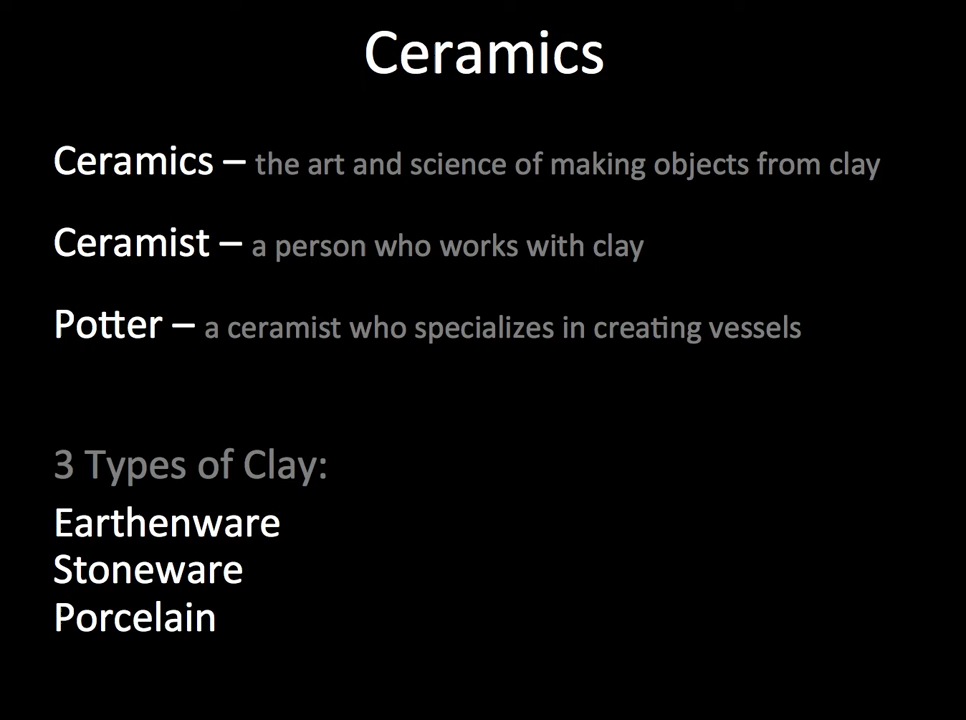 Ceramics
Ceramics – the art and science of making objects from clay
Ceramist – a person who works with clay
Potter – a ceramist who specializes in creating vessels
3 Types of Clay:
Earthenware
Stoneware
Porcelain